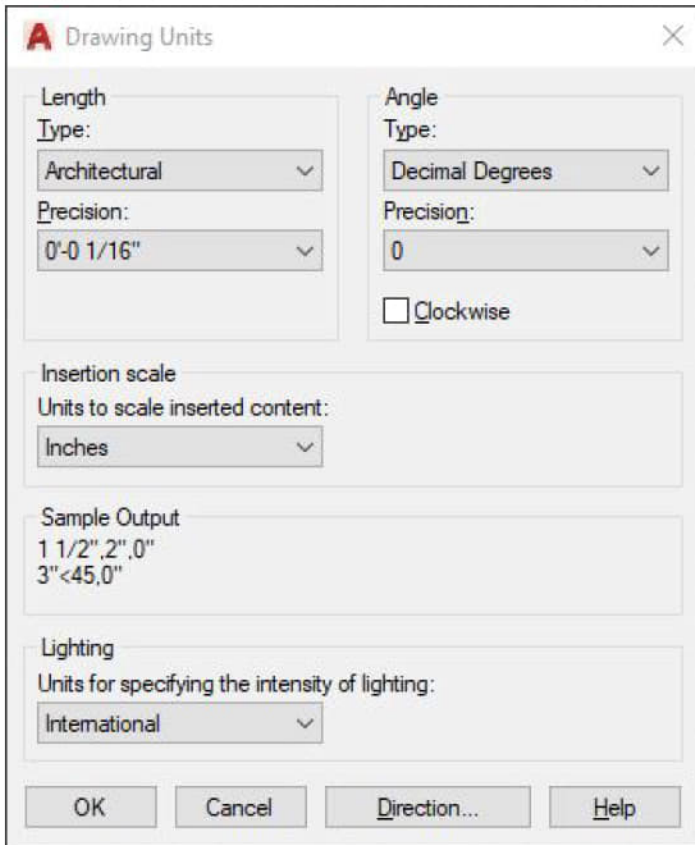 Drawing Units
Length
Type:
Architectural
Precision:
0'-0 1/16"
Angle
Type:
Decimal Degrees
Precision:
0
Clockwise
Insertion scale
Units to scale inserted content:
Inches
Sample Output
1 1/2",2",0"
3"<45,0"
Lighting
Units for specifying the intensity of lighting:
International
OK Cancel Direction... Help